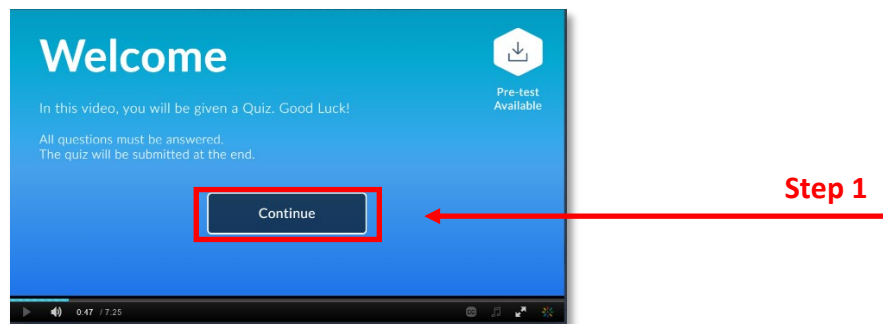 Welcome
Pre-test
Available
In this video, you will be given a Quiz. Good Luck!
All questions must be answered.
The quiz will be submitted at the end.
Step 1
Continue
0:47 / 7:25
CC